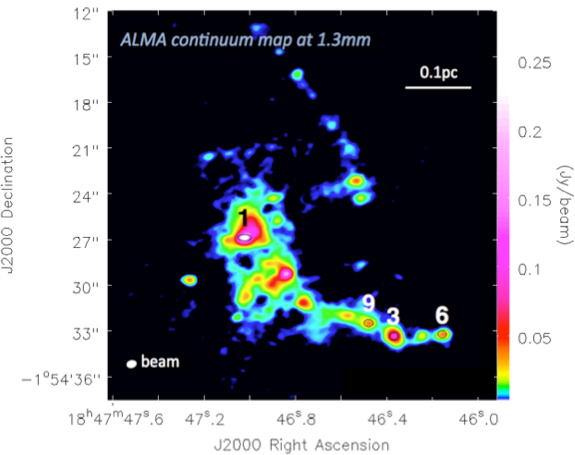 ALMA continuum map at 1.3mm
12"
15"
18"
21"
24"
27"
30"
33"
−1°54'36"
J2000 Declination
0.1pc
1
9
3
6
beam
18ʰ47ᵐ47ˢ.6
47ˢ.2
46ˢ.8
46ˢ.4
46ˢ.0
J2000 Right Ascension
0.25
0.2
0.15
0.1
0.05
(Jy/beam)